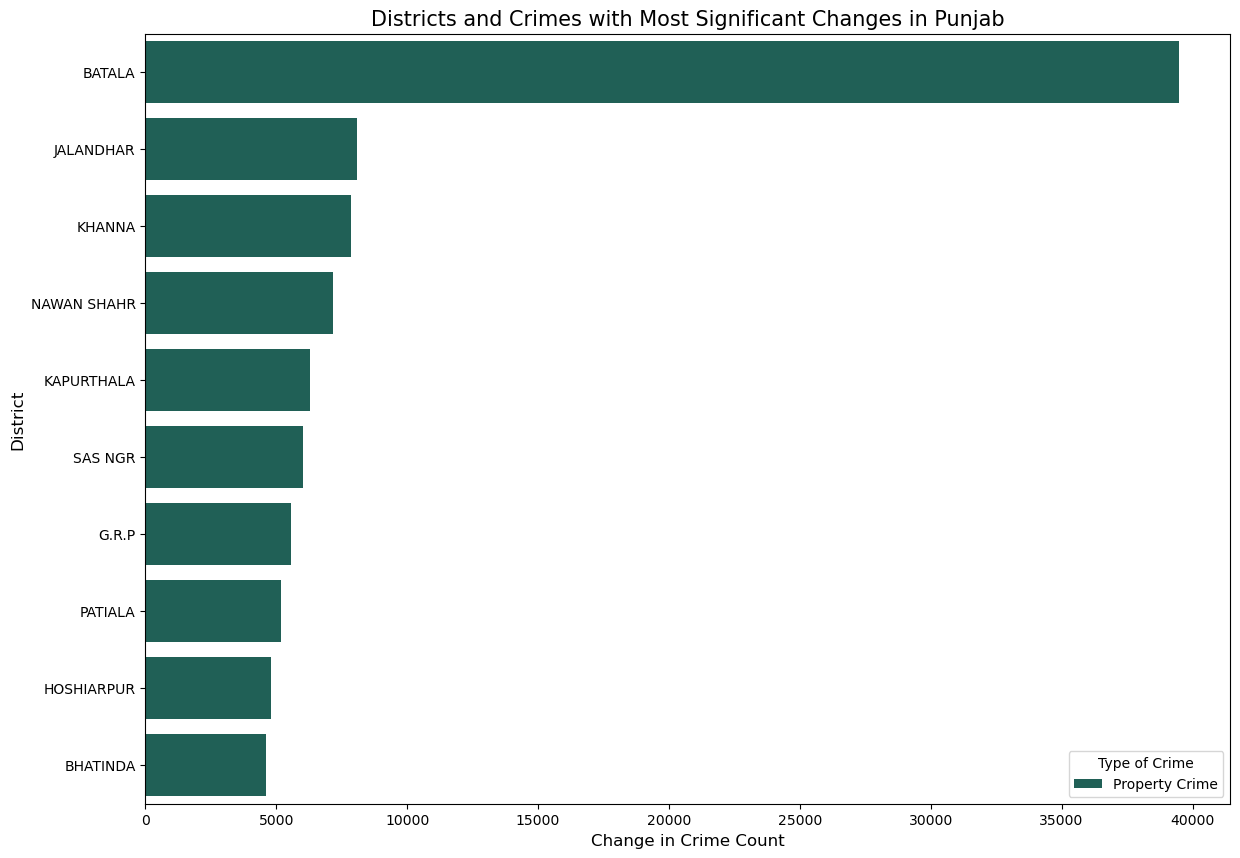 Districts and Crimes with Most Significant Changes in Punjab
District
BATALA
JALANDHAR
KHANNA
NAWAN SHAHR
KAPURTHALA
SAS NGR
G.R.P
PATIALA
HOSHIARPUR
BHATINDA
Type of Crime
Property Crime
0 5000 10000 15000 20000 25000 30000 35000 40000
Change in Crime Count